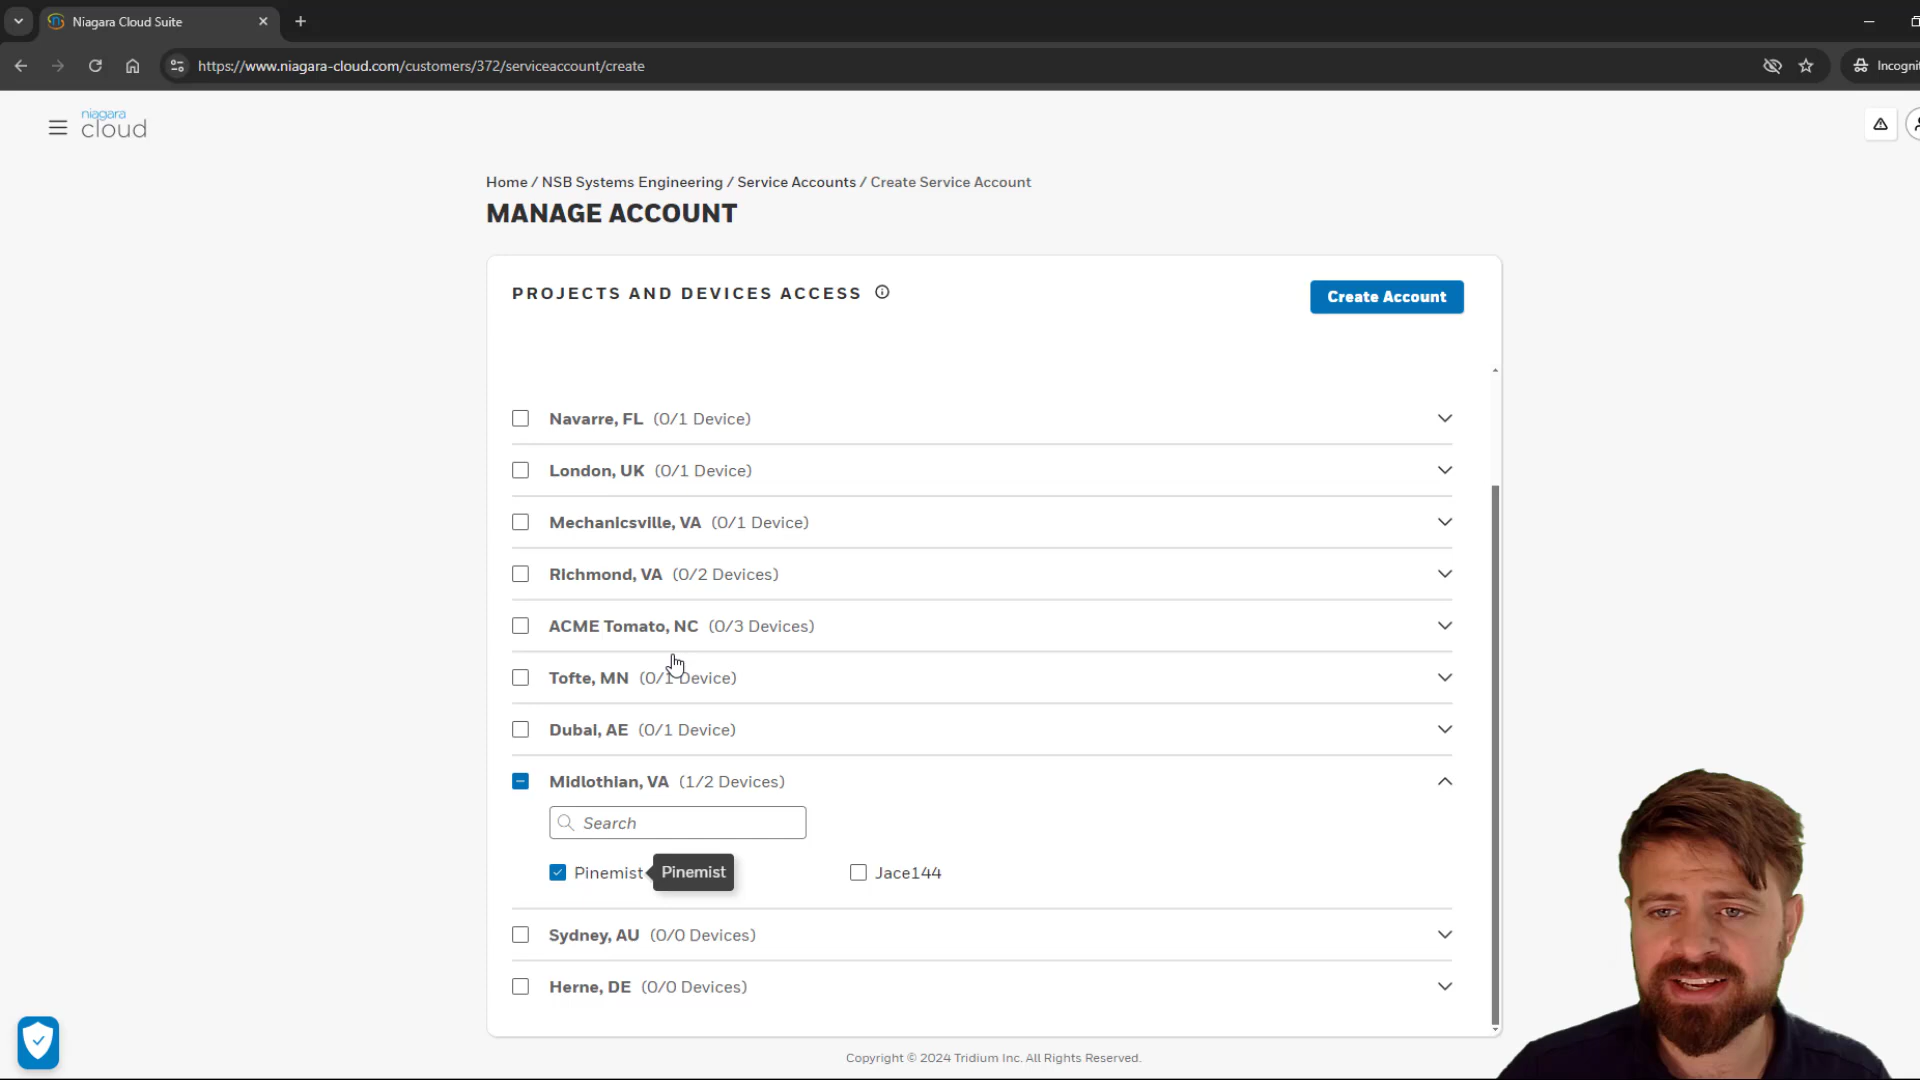 Niagara Cloud Suite
https://www.niagara-cloud.com/customers/372/serviceaccount/create
Incognit
niagara
cloud
Home / NSB Systems Engineering / Service Accounts / Create Service Account
MANAGE ACCOUNT
PROJECTS AND DEVICES ACCESS
Create Account
Navarre, FL (0/1 Device)
London, UK (0/1 Device)
Mechanicsville, VA (0/1 Device)
Richmond, VA (0/2 Devices)
ACME Tomato, NC (0/3 Devices)
Tofte, MN (0/1 Device)
Dubai, AE (0/1 Device)
Midlothian, VA (1/2 Devices)
Search
Pinemist Pinemist Jace144
Sydney, AU (0/0 Devices)
Herne, DE (0/0 Devices)
Copyright © 2024 Tridium Inc. All Rights Reserved.